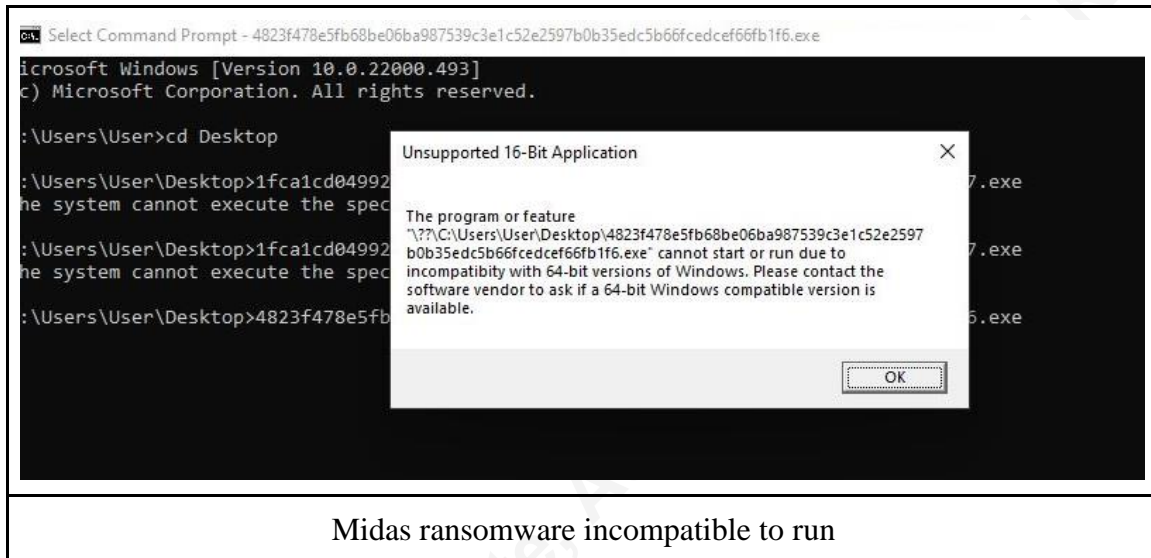 Select Command Prompt - 4823f478e5fb68be06ba987539c3e1c52e2597b0b35edc5b66fcedcef66fb1f6.exe
icrosoft Windows [Version 10.0.22000.493]
c) Microsoft Corporation. All rights reserved.
:\Users\User>cd Desktop
Unsupported 16-Bit Application
:\Users\User\Desktop>1fca1cd04992 7.exe
he system cannot execute the spec
The program or feature
"\??\C:\Users\User\Desktop\4823f478e5fb68be06ba987539c3e1c52e2597
b0b35edc5b66fcedcef66fb1f6.exe" cannot start or run due to
incompatibity with 64-bit versions of Windows. Please contact the
software vendor to ask if a 64-bit Windows compatible version is
available.
:\Users\User\Desktop>1fca1cd04992 7.exe
he system cannot execute the spec
:\Users\User\Desktop>4823f478e5fb 6.exe
OK
Midas ransomware incompatible to run